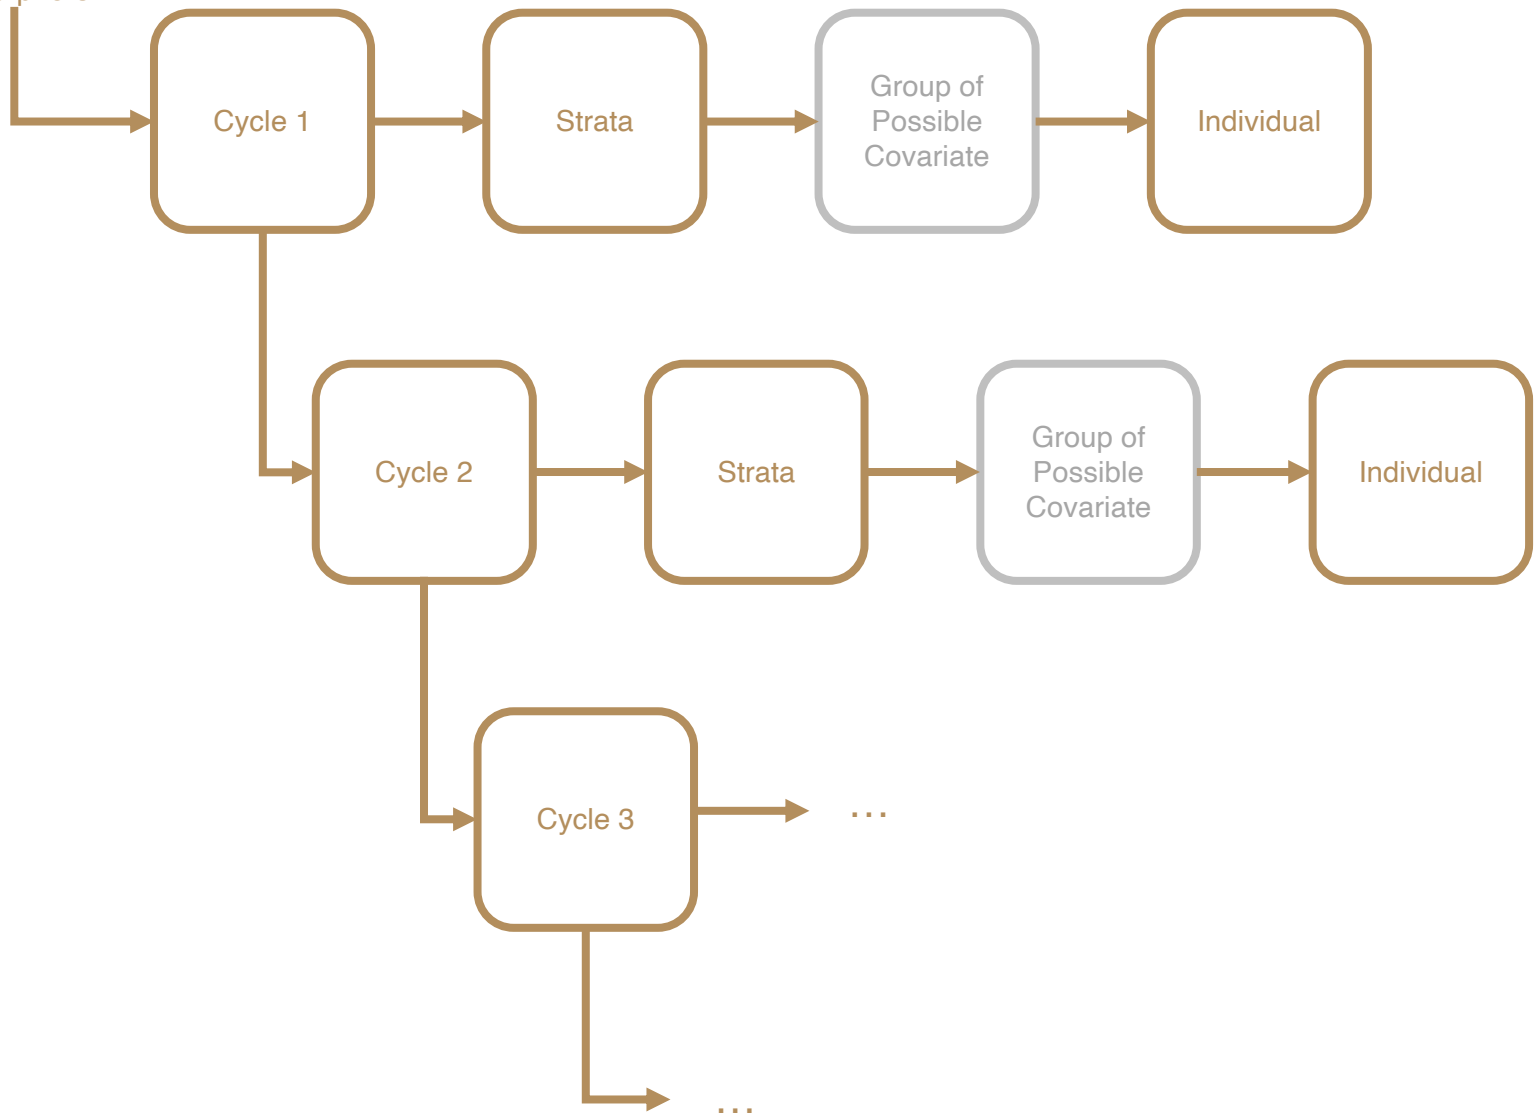 Cycle 1
Strata
Group of
Possible
Covariate
Individual
Cycle 2
Strata
Group of
Possible
Covariate
Individual
Cycle 3
...
...